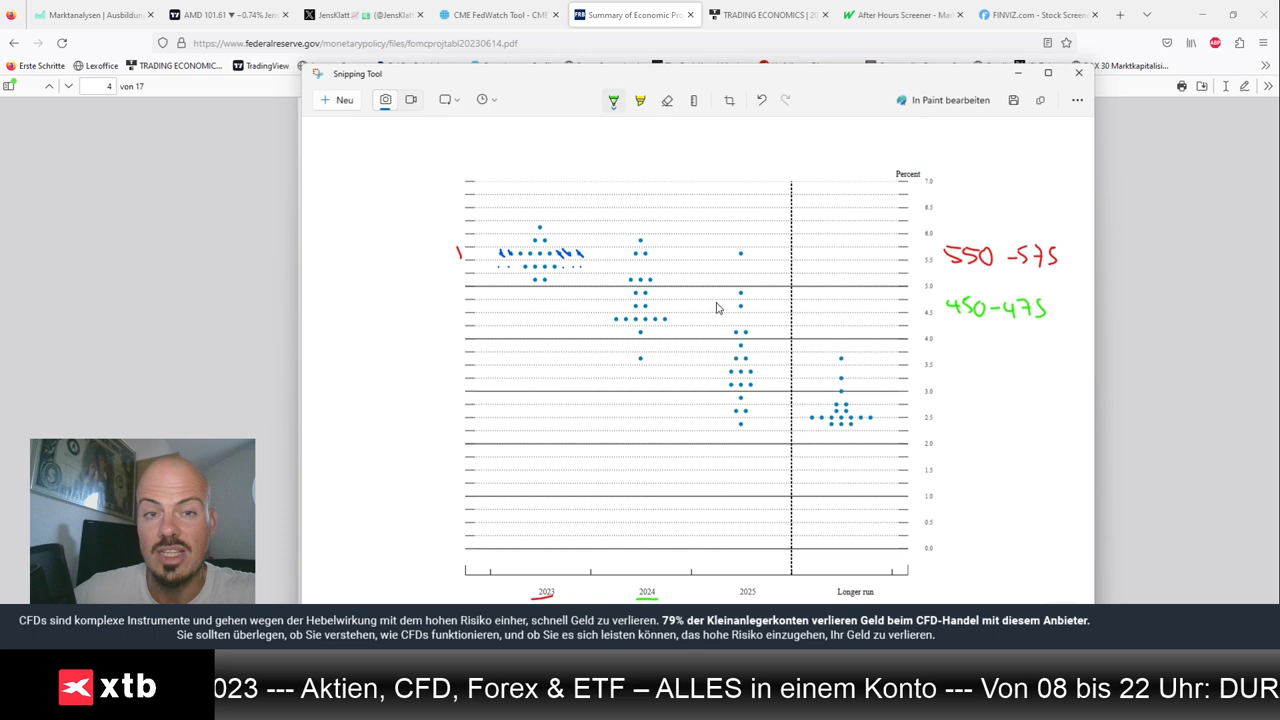 Marktanalysen | Ausbildun
AMD 101.61 ▼ −0.74% Jen
JensKlatt (@JensKlatt
CME FedWatch Tool - CME
Summary of Economic Pro
TRADING ECONOMICS | 20
After Hours Screener - Mar
FINVIZ.com - Stock Screene
https://www.federalreserve.gov/monetarypolicy/files/fomcprojtabl20230614.pdf
Erste Schritte
Lexoffice
TRADING ECONOMIC...
TradingView
DAX 30 Marktkapitalisi...
4 von 17
Snipping Tool
Neu
In Paint bearbeiten
Percent
7.0
6.5
6.0
5.5
5.0
4.5
4.0
3.5
3.0
2.5
2.0
1.5
1.0
0.5
0.0
550 -575
450-475
2023 2024 2025 Longer run
CFDs sind komplexe Instrumente und gehen wegen der Hebelwirkung mit dem hohen Risiko einher, schnell Geld zu verlieren. 79% der Kleinanlegerkonten verlieren Geld beim CFD-Handel mit diesem Anbieter.
Sie sollten überlegen, ob Sie verstehen, wie CFDs funktionieren, und ob Sie es sich leisten können, das hohe Risiko einzugehen, Ihr Geld zu verlieren.
xtb
023 --- Aktien, CFD, Forex & ETF – ALLES in einem Konto --- Von 08 bis 22 Uhr: DUR